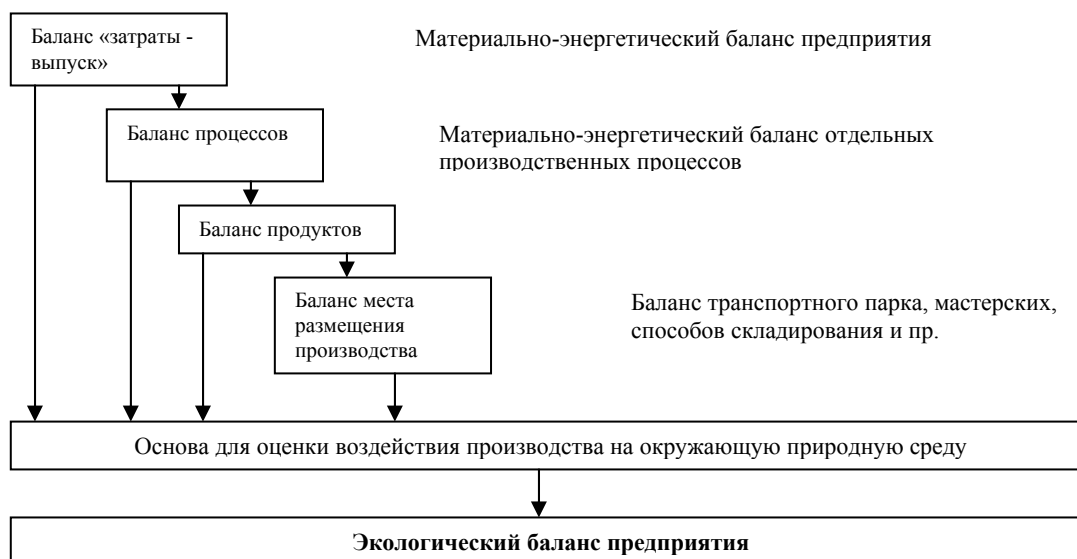 Баланс «затраты -
выпуск»
Материально-энергетический баланс предприятия
Баланс процессов
Материально-энергетический баланс отдельных
производственных процессов
Баланс продуктов
Баланс места
размещения
производства
Баланс транспортного парка, мастерских,
способов складирования и пр.
Основа для оценки воздействия производства на окружающую природную среду
Экологический баланс предприятия